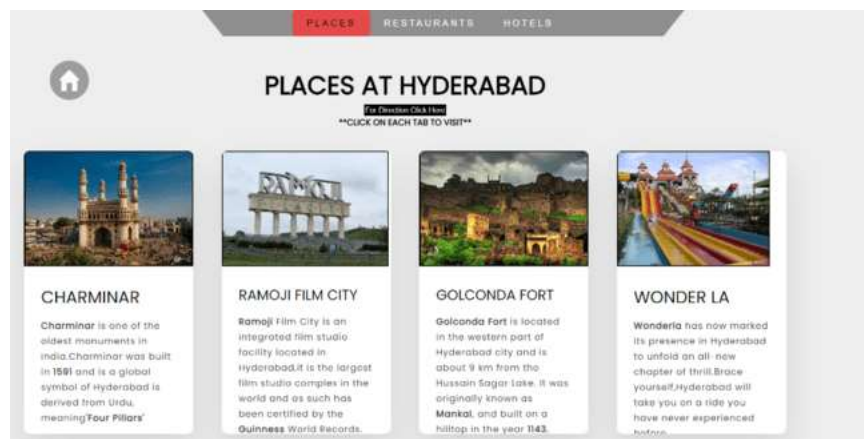 PLACES RESTAURANTS HOTELS
PLACES AT HYDERABAD
For Direction Click Here
**CLICK ON EACH TAB TO VISIT**
RAMOJI
CHARMINAR
Charminar is one of the
oldest monuments in
india.Charminar was built
in 1591 and is a global
symbol of Hyderabad is
derived from Urdu,
meaning'Four Pillars'
RAMOJI FILM CITY
Ramoji Film City is an
integrated film studio
facility located in
Hyderabad.it is the largest
film studio complex in the
world and as such has
been certified by the
Guinness World Records.
GOLCONDA FORT
Golconda Fort is located
in the western part of
Hyderabad city and is
about 9 km from the
Hussain Sagar Lake. It was
originally known as
Mankal, and built on a
hilltop in the year 1143.
WONDER LA
Wonderla has now marked
its presence in Hyderabad
to unfold an all-new
chapter of thrill.Brace
yourself,Hyderabad will
take you on a ride you
have never experienced
before